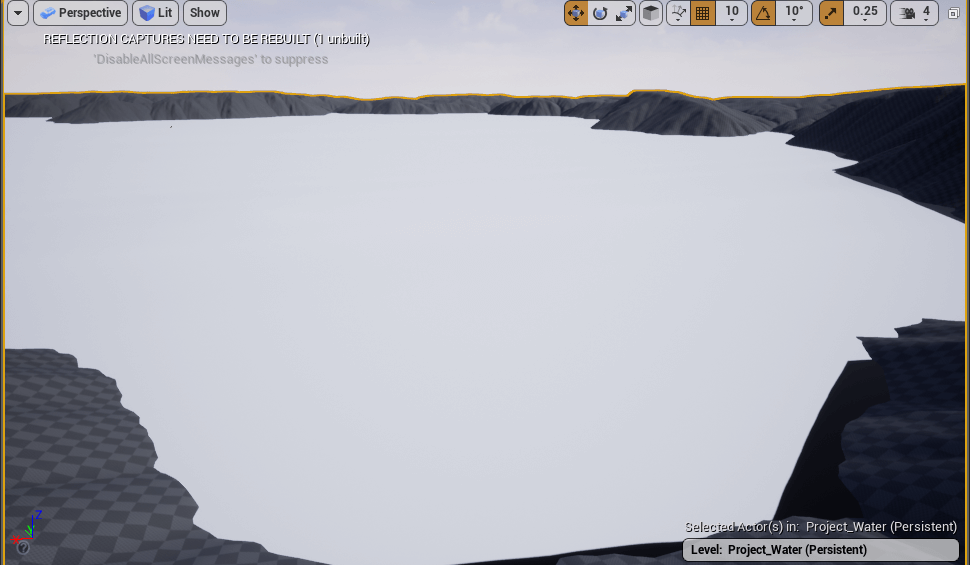 Perspective Lit Show 10 10° 0.25 4
REFLECTION CAPTURES NEED TO BE REBUILT (1 unbuilt)
'DisableAllScreenMessages' to suppress
Z
Y
X
?
Selected Actor(s) in: Project_Water (Persistent)
Level: Project_Water (Persistent)